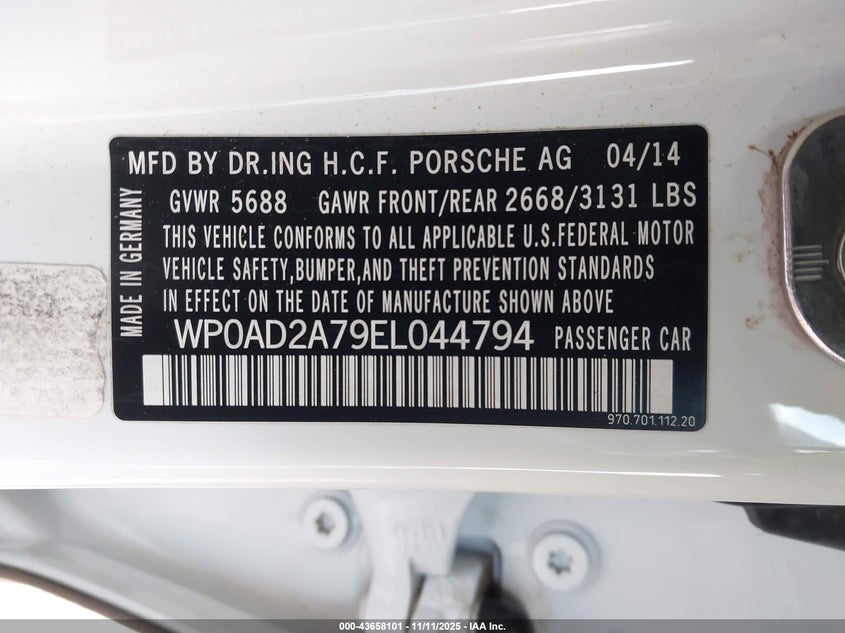 MFD BY DR.ING H.C.F. PORSCHE AG 04/14
GVWR 5688 GAWR FRONT/REAR 2668/3131 LBS
THIS VEHICLE CONFORMS TO ALL APPLICABLE U.S.FEDERAL MOTOR
VEHICLE SAFETY,BUMPER,AND THEFT PREVENTION STANDARDS
IN EFFECT ON THE DATE OF MANUFACTURE SHOWN ABOVE
WP0AD2A79EL044794 PASSENGER CAR
MADE IN GERMANY
970.701.112.20
000-43658101 - 11/11/2025 - IAA Inc.